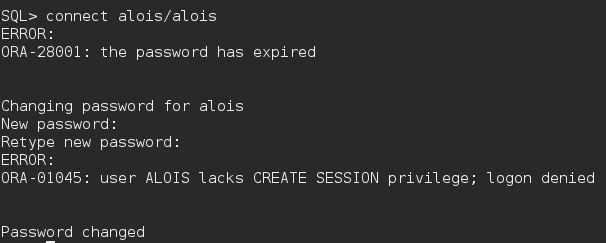 SQL> connect alois/alois
ERROR:
ORA-28001: the password has expired
Changing password for alois
New password:
Retype new password:
ERROR:
ORA-01045: user ALOIS lacks CREATE SESSION privilege; logon denied
Password changed